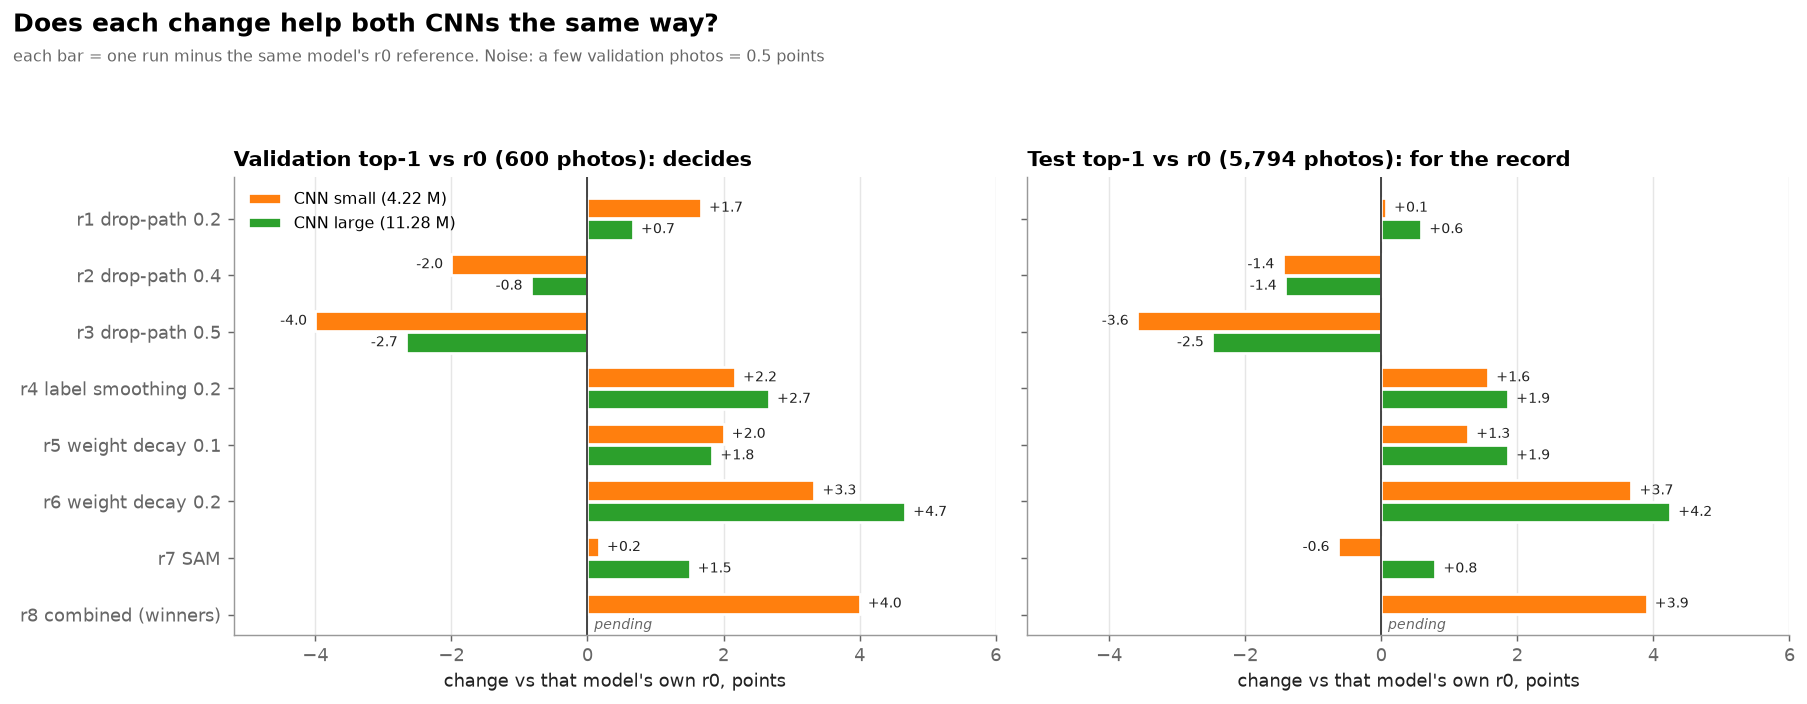 Does each change help both CNNs the same way?
each bar = one run minus the same model's r0 reference. Noise: a few validation photos = 0.5 points
Validation top-1 vs r0 (600 photos): decides
CNN small (4.22 M)
CNN large (11.28 M)
r1 drop-path 0.2
+1.7
+0.7
r2 drop-path 0.4
-2.0
-0.8
r3 drop-path 0.5
-4.0
-2.7
r4 label smoothing 0.2
+2.2
+2.7
r5 weight decay 0.1
+2.0
+1.8
r6 weight decay 0.2
+3.3
+4.7
r7 SAM
+0.2
+1.5
r8 combined (winners)
+4.0
pending
−4 −2 0 2 4 6
change vs that model's own r0, points
Test top-1 vs r0 (5,794 photos): for the record
+0.1
+0.6
-1.4
-1.4
-3.6
-2.5
+1.6
+1.9
+1.3
+1.9
+3.7
+4.2
-0.6
+0.8
+3.9
pending
−4 −2 0 2 4 6
change vs that model's own r0, points